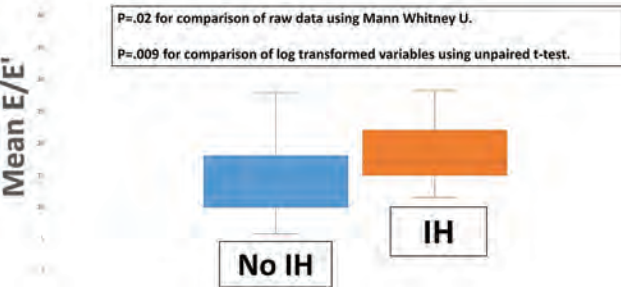 P=.02 for comparison of raw data using Mann Whitney U.
P=.009 for comparison of log transformed variables using unpaired t-test.
Mean E/E'
IH
No IH